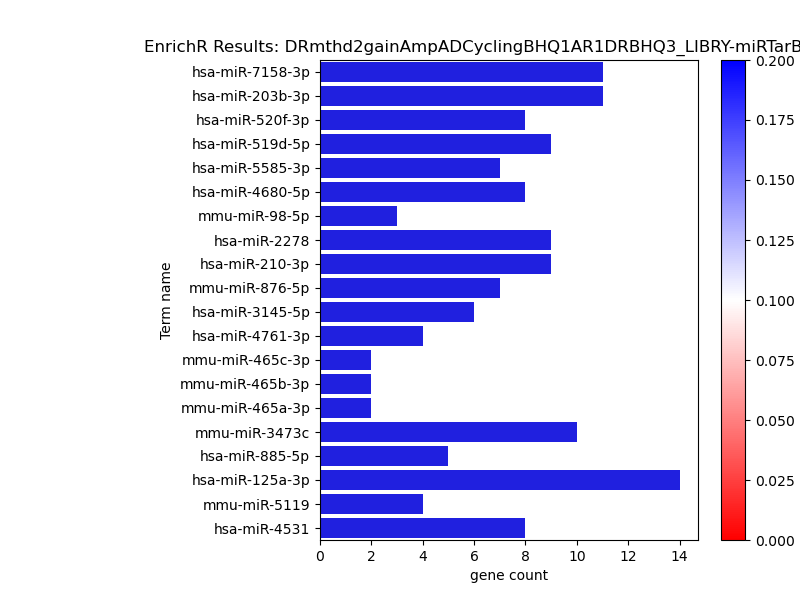 EnrichR Results: DRmthd2gainAmpADCyclingBHQ1AR1DRBHQ3_LIBRY-miRTarB
hsa-miR-7158-3p
hsa-miR-203b-3p
hsa-miR-520f-3p
hsa-miR-519d-5p
hsa-miR-5585-3p
hsa-miR-4680-5p
mmu-miR-98-5p
hsa-miR-2278
hsa-miR-210-3p
mmu-miR-876-5p
hsa-miR-3145-5p
hsa-miR-4761-3p
mmu-miR-465c-3p
mmu-miR-465b-3p
mmu-miR-465a-3p
mmu-miR-3473c
hsa-miR-885-5p
hsa-miR-125a-3p
mmu-miR-5119
hsa-miR-4531
Term name
0 2 4 6 8 10 12 14
gene count
0.200
0.175
0.150
0.125
0.100
0.075
0.050
0.025
0.000